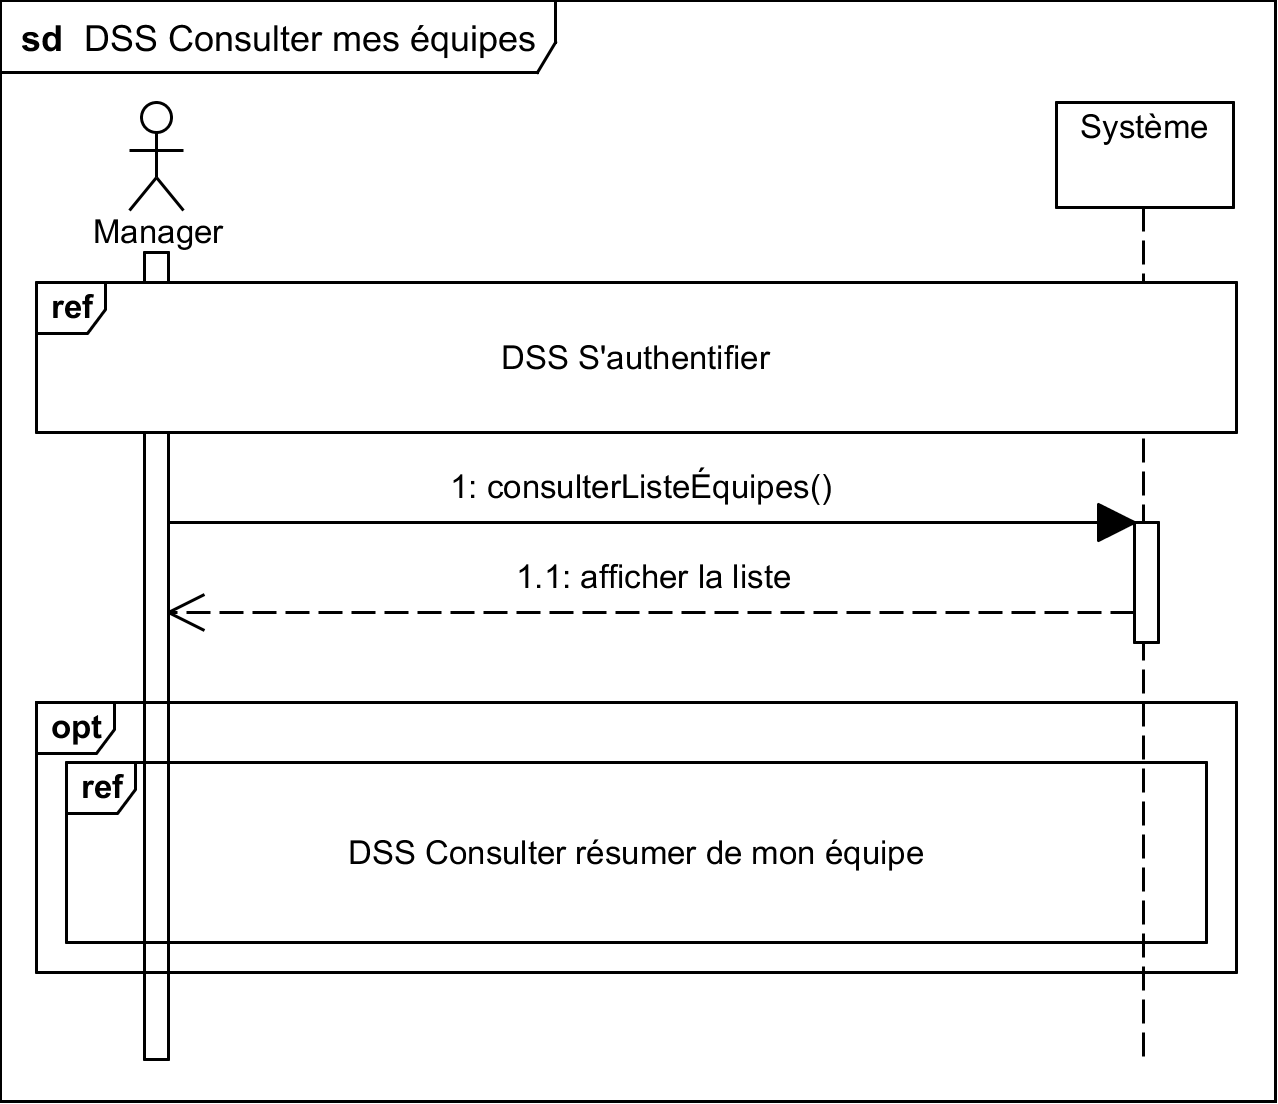 sd DSS Consulter mes équipes
Système
Manager
ref
DSS S'authentifier
1: consulterListeÉquipes()
1.1: afficher la liste
opt
ref
DSS Consulter résumer de mon équipe